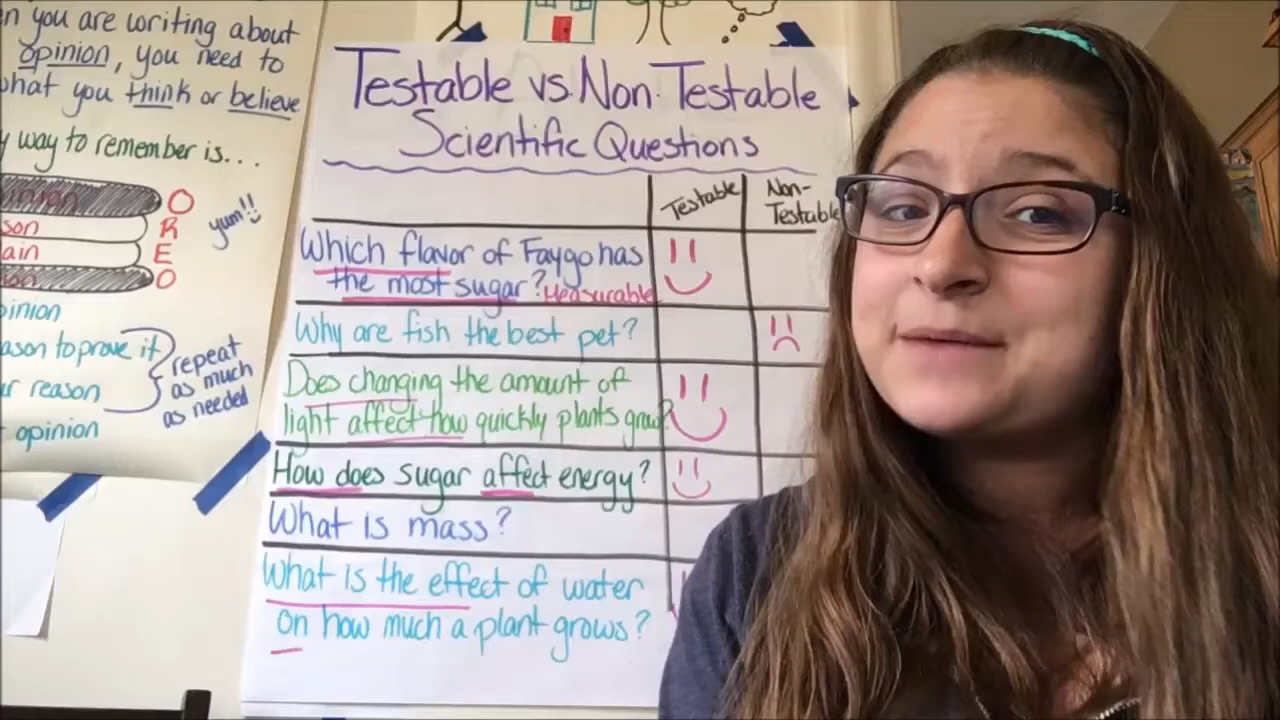 you are writing about
opinion, you need to
what you think or believe
way to remember is...
O
R
E
O
yum!!
opinion
reason to prove it
reason
opinion
repeat
as much
as needed
Testable vs. Non-Testable
Scientific Questions
Testable
Non-
Testable
Which flavor of Faygo has
the most sugar? Measurable
Why are fish the best pet?
Does changing the amount of
light affect how quickly plants grow?
How does sugar affect energy?
What is mass?
What is the effect of water
on how much a plant grows?